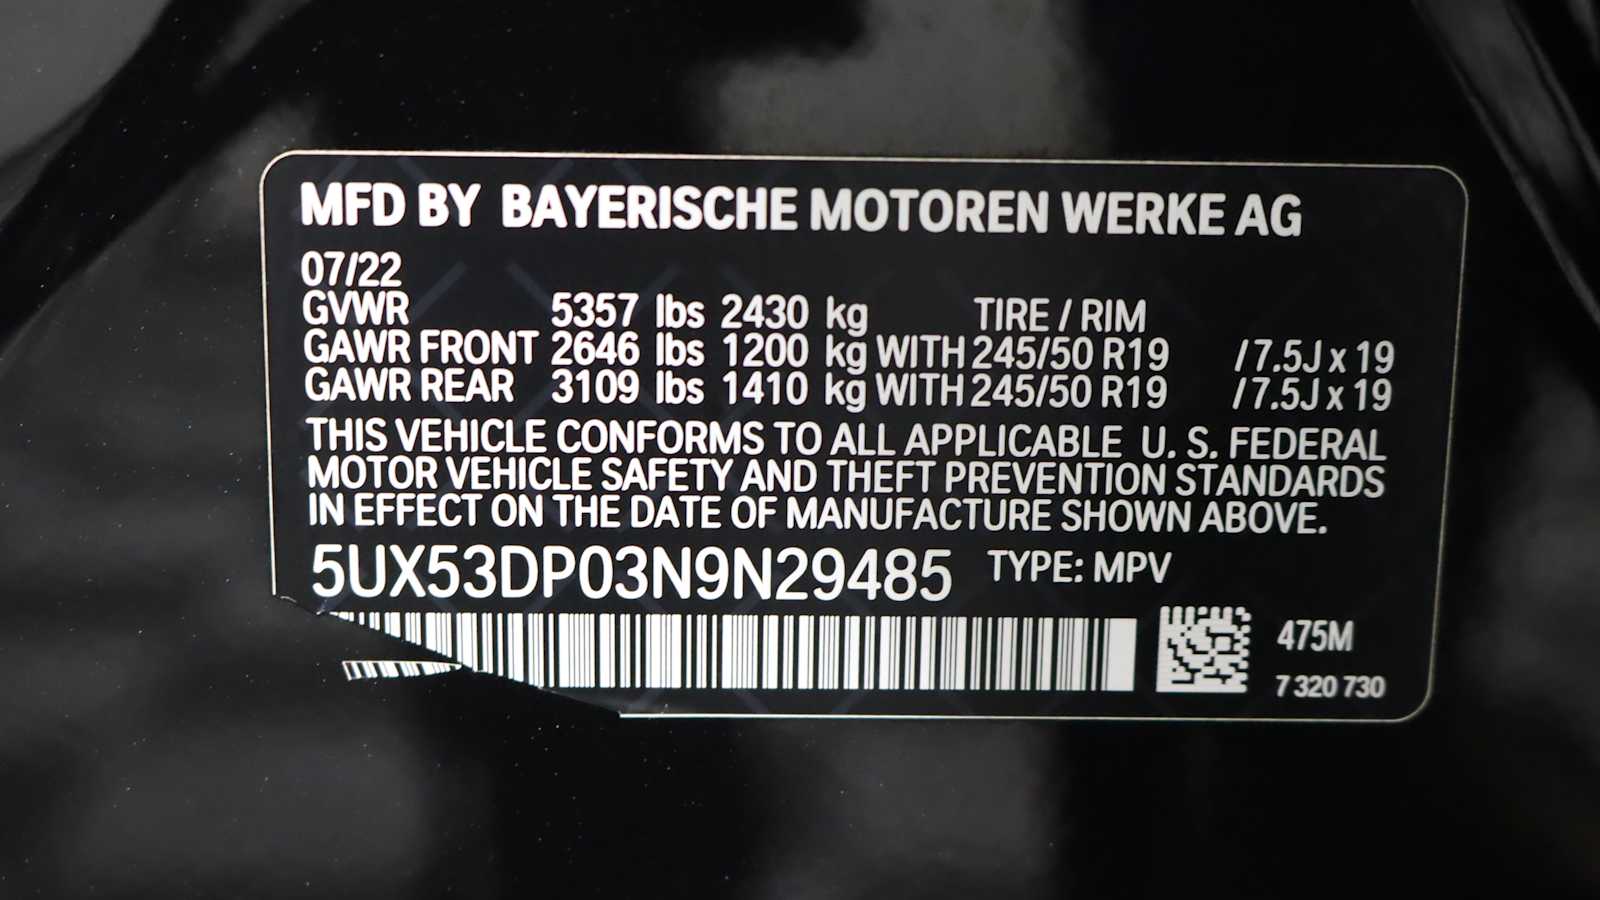 MFD BY BAYERISCHE MOTOREN WERKE AG
07/22
GVWR 5357 lbs 2430 kg TIRE / RIM
GAWR FRONT 2646 lbs 1200 kg WITH 245/50 R19 /7.5J x 19
GAWR REAR 3109 lbs 1410 kg WITH 245/50 R19 /7.5J x 19
THIS VEHICLE CONFORMS TO ALL APPLICABLE U. S. FEDERAL
MOTOR VEHICLE SAFETY AND THEFT PREVENTION STANDARDS
IN EFFECT ON THE DATE OF MANUFACTURE SHOWN ABOVE.
5UX53DP03N9N29485 TYPE: MPV
475M
7 320 730